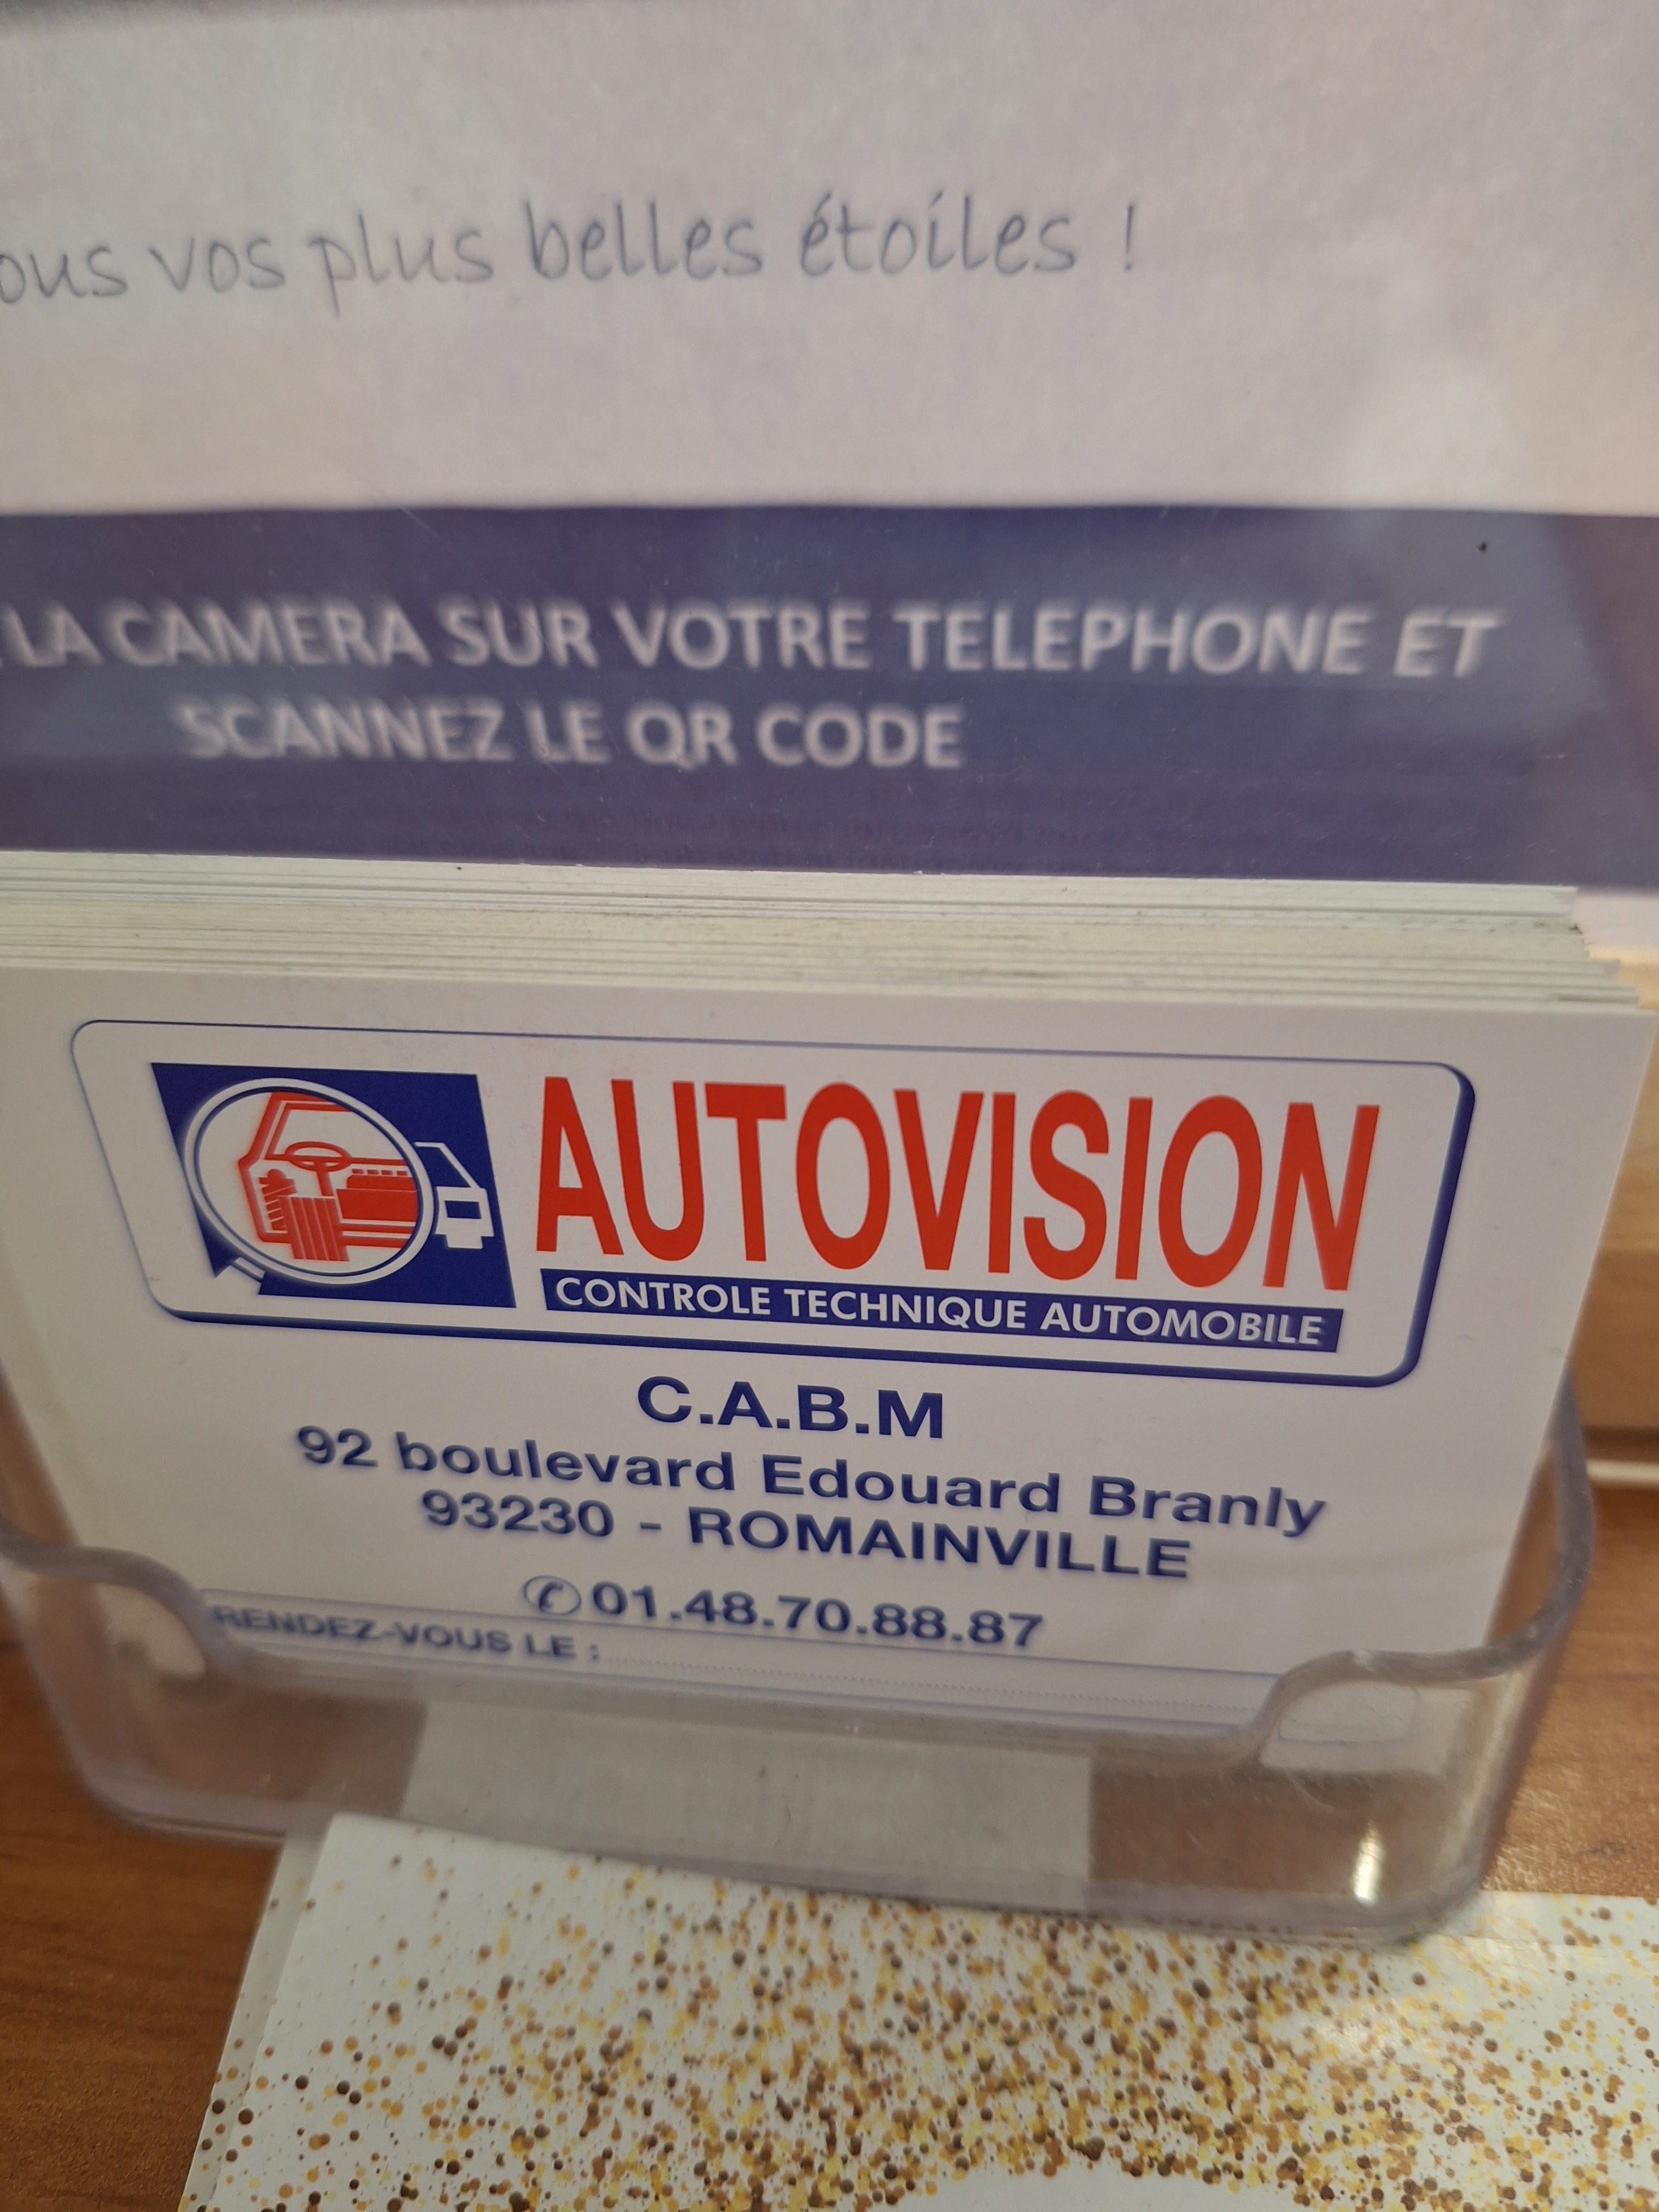 vos plus belles étoiles !
LA CAMERA SUR VOTRE TELEPHONE ET
SCANNEZ LE QR CODE
AUTOVISION
CONTROLE TECHNIQUE AUTOMOBILE
C.A.B.M
92 boulevard Edouard Branly
93230 - ROMAINVILLE
✆01.48.70.88.87
RENDEZ-VOUS LE :